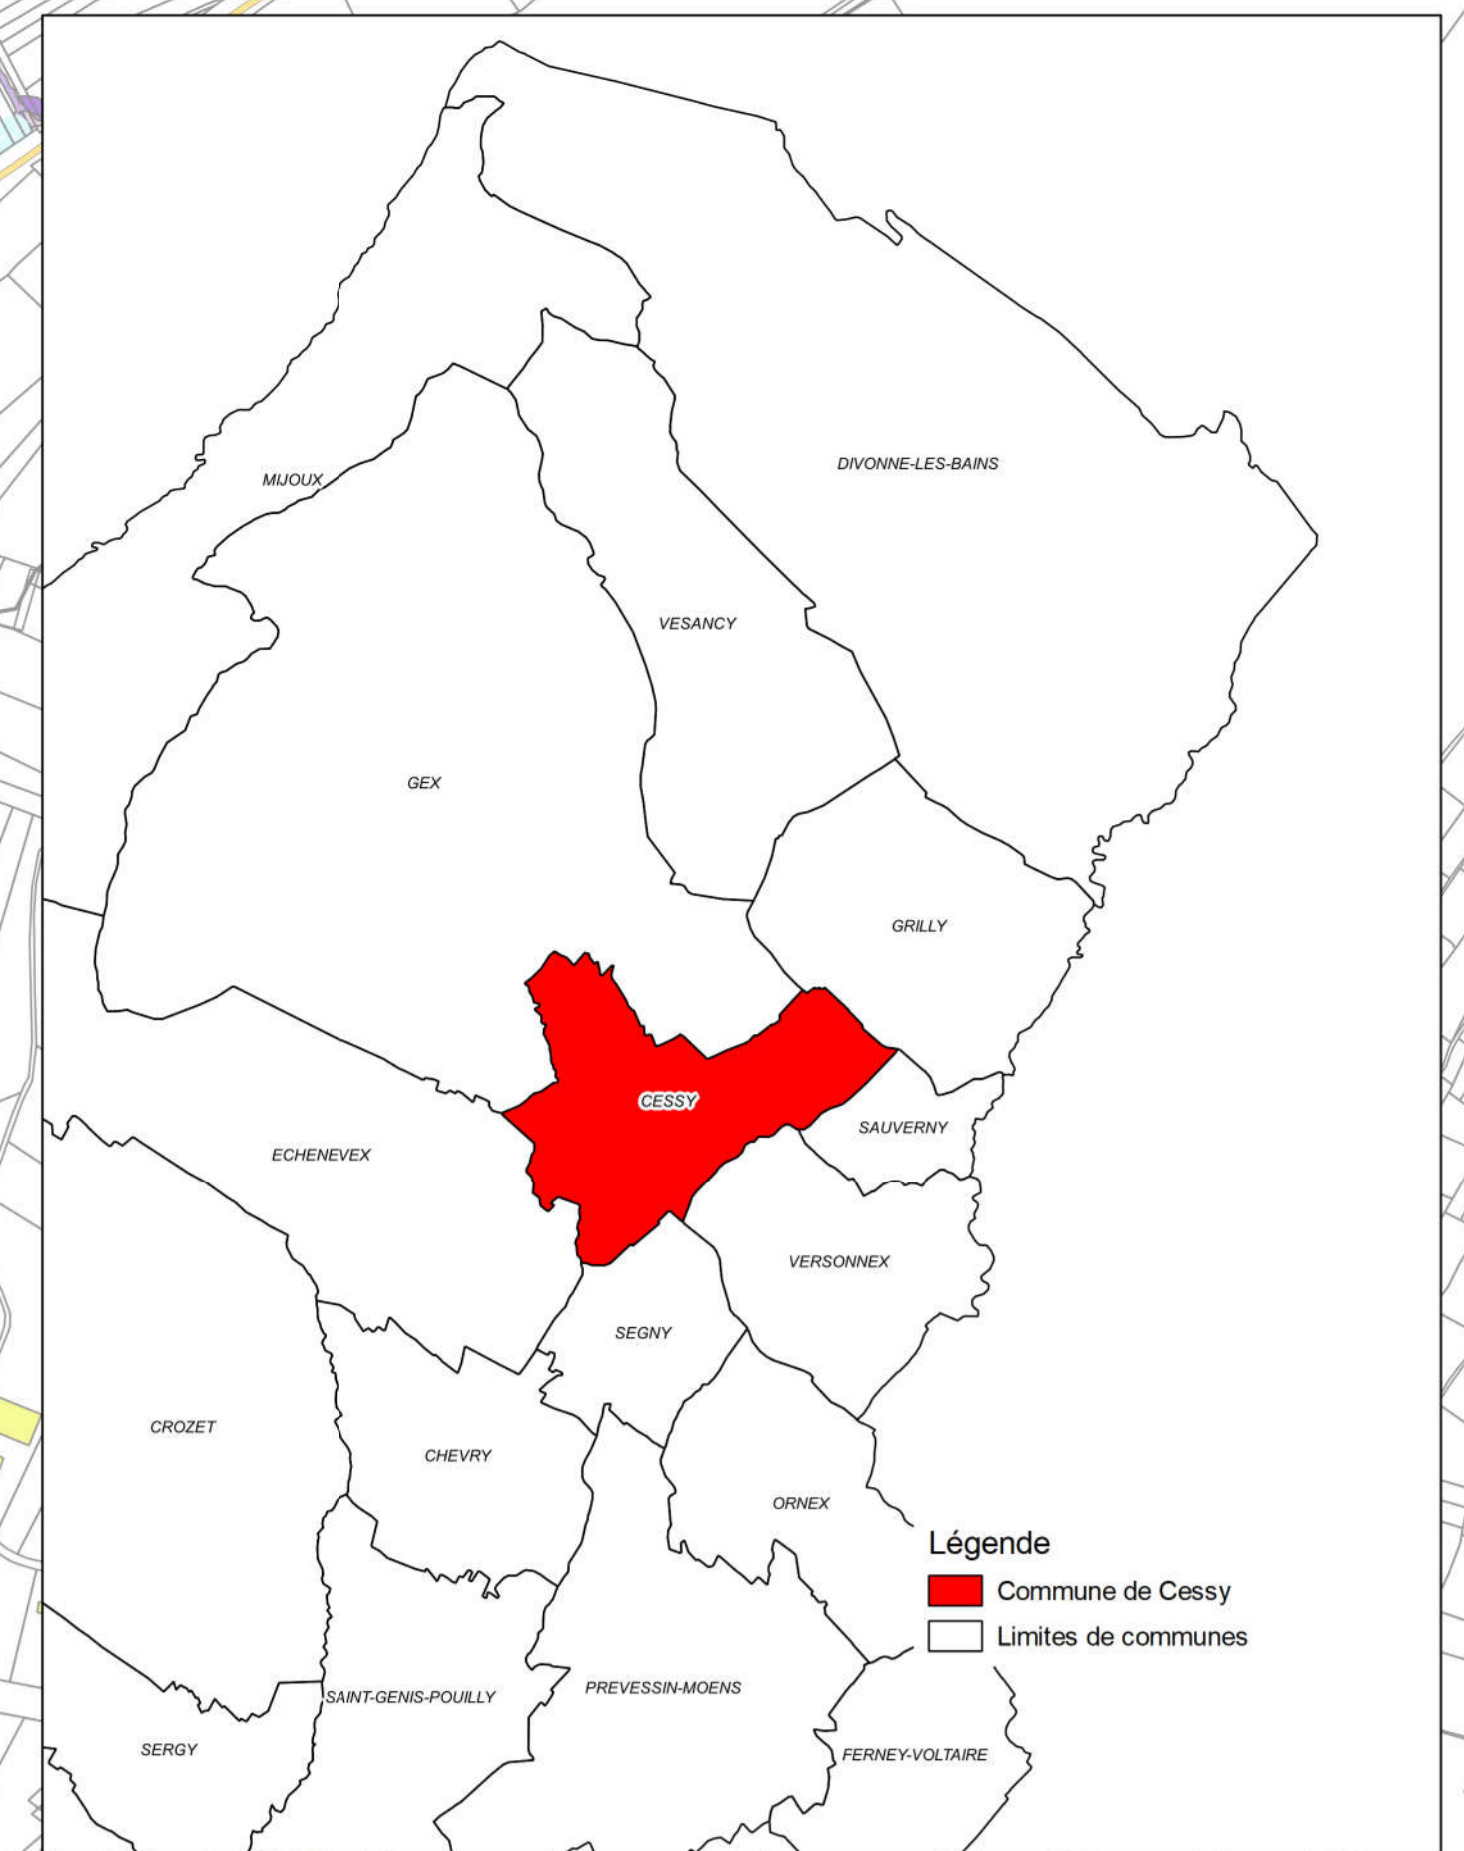 DIVONNE-LES-BAINS
MIJOUX
VESANCY
GEX
GRILLY
CESSY
SAUVERNY
ECHENEVEX
VERSONNEX
SEGNY
CROZET
CHEVRY
ORNEX
Légende
Commune de Cessy
Limites de communes
PREVESSIN-MOENS
SAINT-GENIS-POUILLY
SERGY
FERNEY-VOLTAIRE